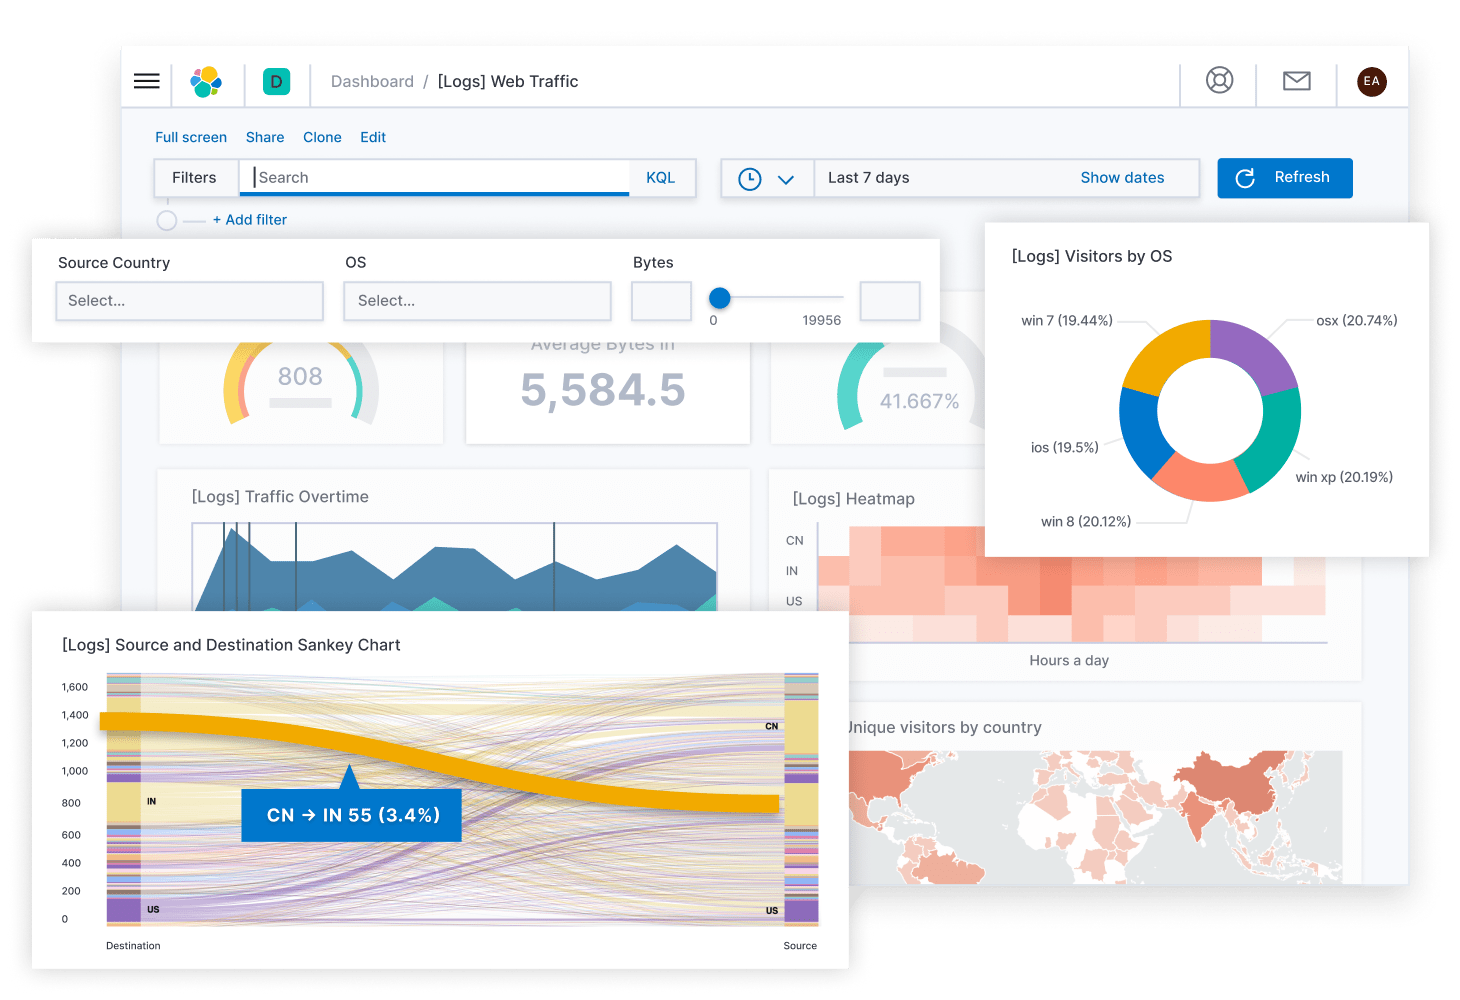 D
Dashboard / [Logs] Web Traffic
EA
Full screen Share Clone Edit
Filters Search KQL
Last 7 days Show dates
Refresh
+ Add filter
Source Country OS Bytes
Select... Select...
0 19956
[Logs] Visitors by OS
win 7 (19.44%)
osx (20.74%)
ios (19.5%)
win xp (20.19%)
win 8 (20.12%)
808
Average Bytes In
5,584.5
41.667%
[Logs] Traffic Overtime
[Logs] Heatmap
CN
IN
US
Hours a day
[Logs] Source and Destination Sankey Chart
1,600
1,400
1,200
1,000
800
600
400
200
0
IN
US
CN
US
CN → IN 55 (3.4%)
Destination
Source
Unique visitors by country